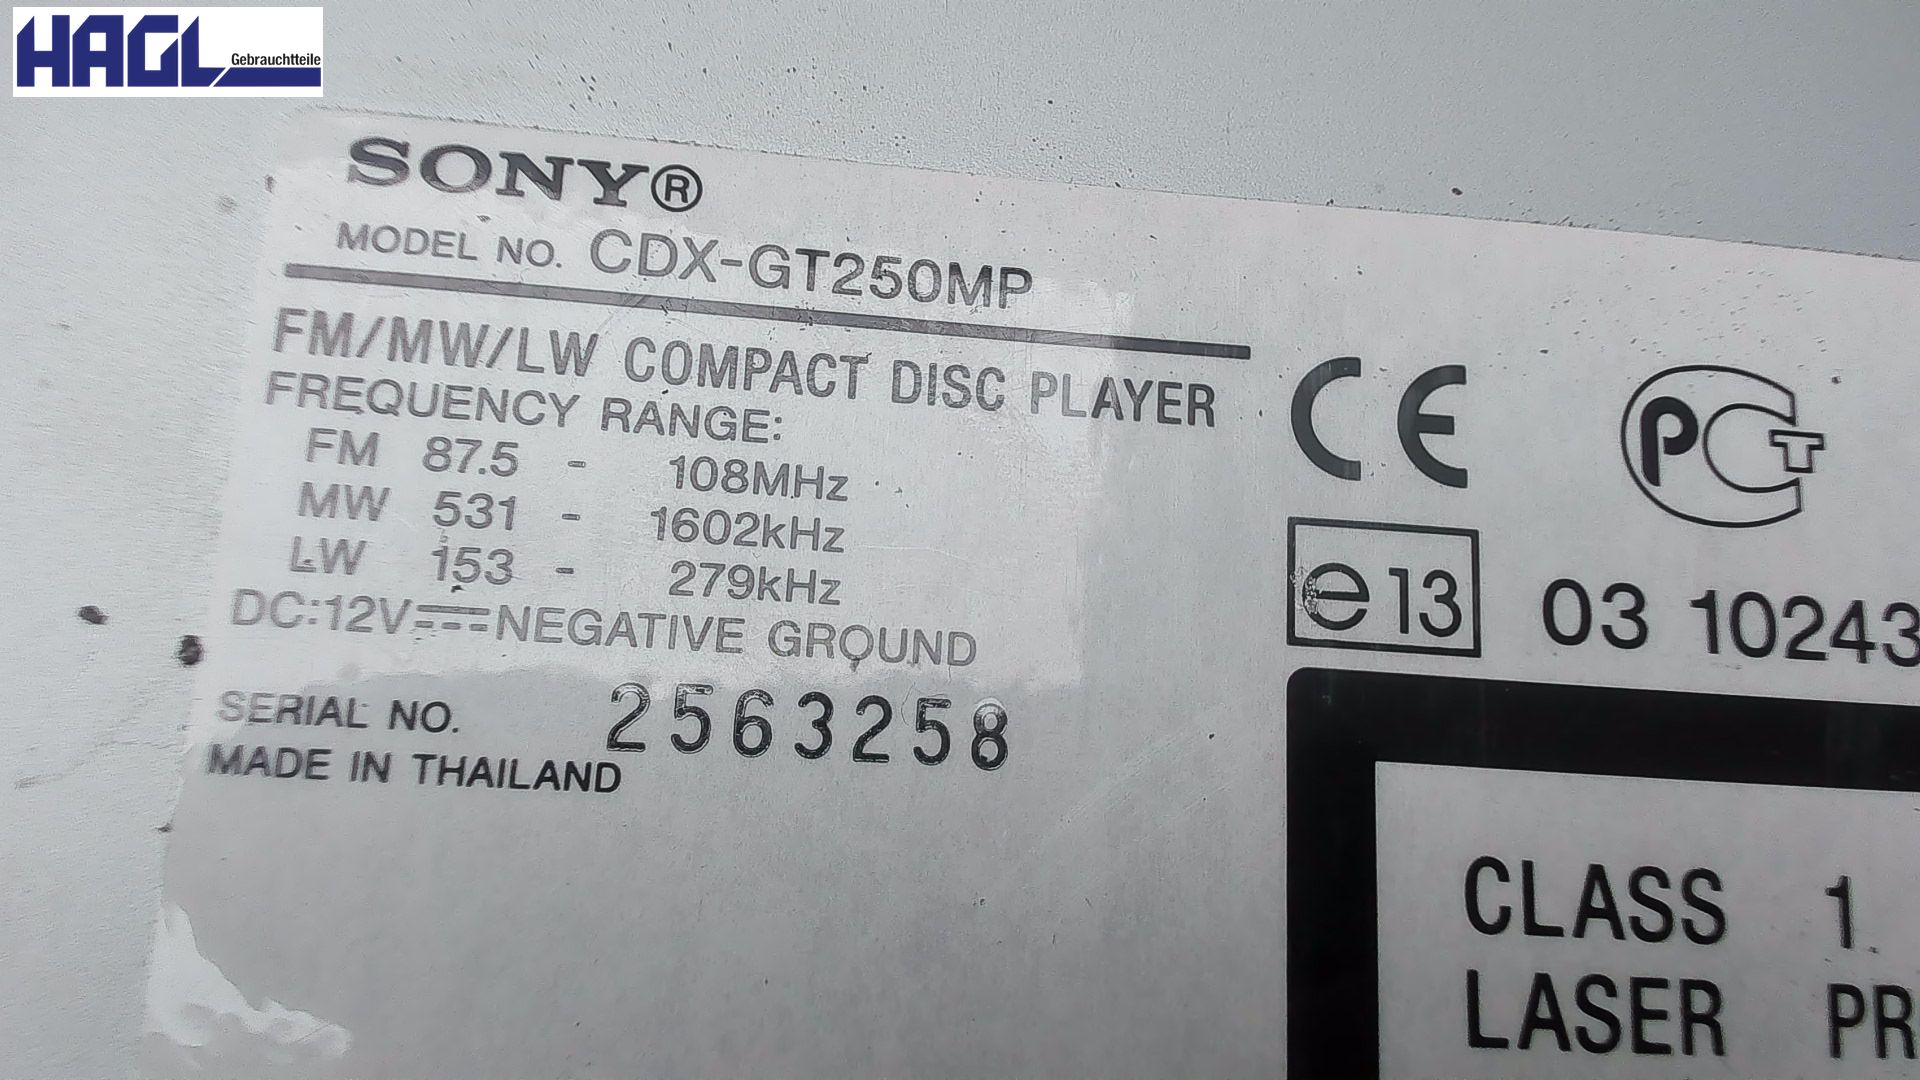 HAGL
Gebrauchtteile
SONY®
MODEL NO. CDX-GT250MP
FM/MW/LW COMPACT DISC PLAYER
FREQUENCY RANGE:
FM 87.5 - 108MHz
MW 531 - 1602kHz
LW 153 - 279kHz
DC:12V⎓NEGATIVE GROUND
SERIAL NO. 2563258
MADE IN THAILAND
CE
PCT
e13 03 10243
CLASS 1
LASER PR